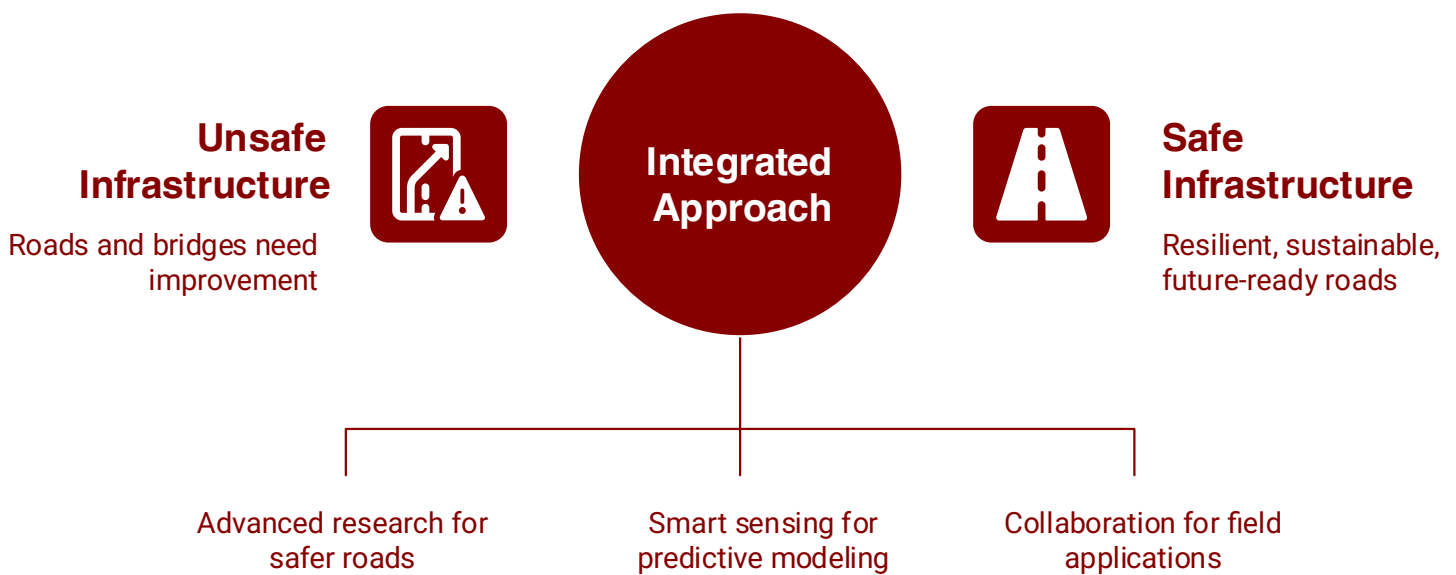 Unsafe
Infrastructure
Roads and bridges need
improvement
Integrated
Approach
Safe
Infrastructure
Resilient, sustainable,
future-ready roads
Advanced research for
safer roads
Smart sensing for
predictive modeling
Collaboration for field
applications